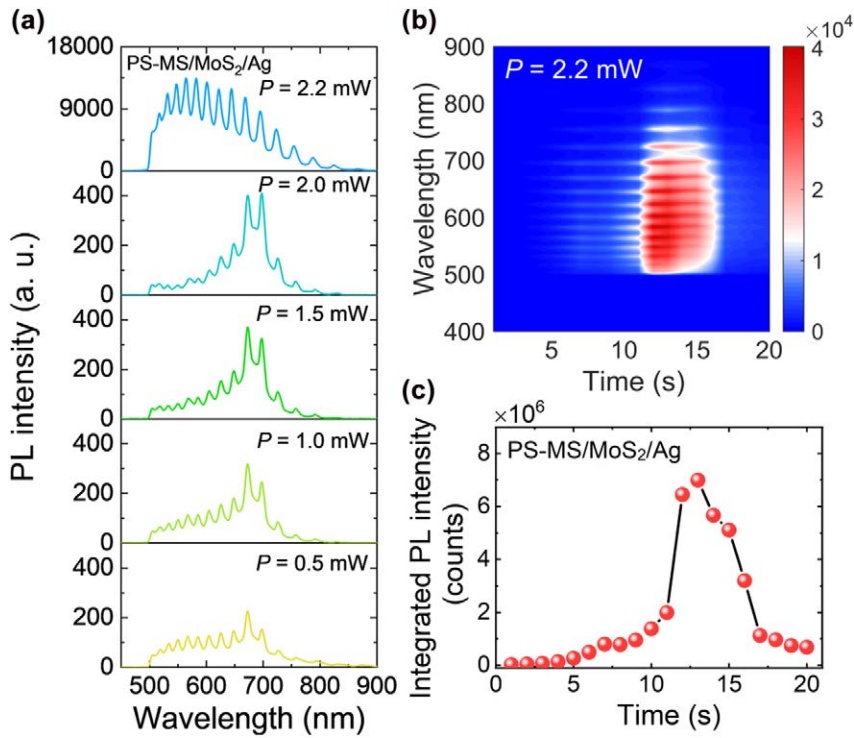 (a)
18000
PS-MS/MoS₂/Ag
P = 2.2 mW
9000
0
P = 2.0 mW
400
200
0
P = 1.5 mW
400
200
0
P = 1.0 mW
400
200
0
P = 0.5 mW
400
200
0
500 600 700 800 900
Wavelength (nm)
PL intensity (a. u.)
(b)
×10⁴
P = 2.2 mW
900
800
700
600
500
400
Wavelength (nm)
5 10 15 20
Time (s)
4
3
2
1
0
(c)
×10⁶
PS-MS/MoS₂/Ag
8
6
4
2
0
Integrated PL intensity
(counts)
0 5 10 15 20
Time (s)